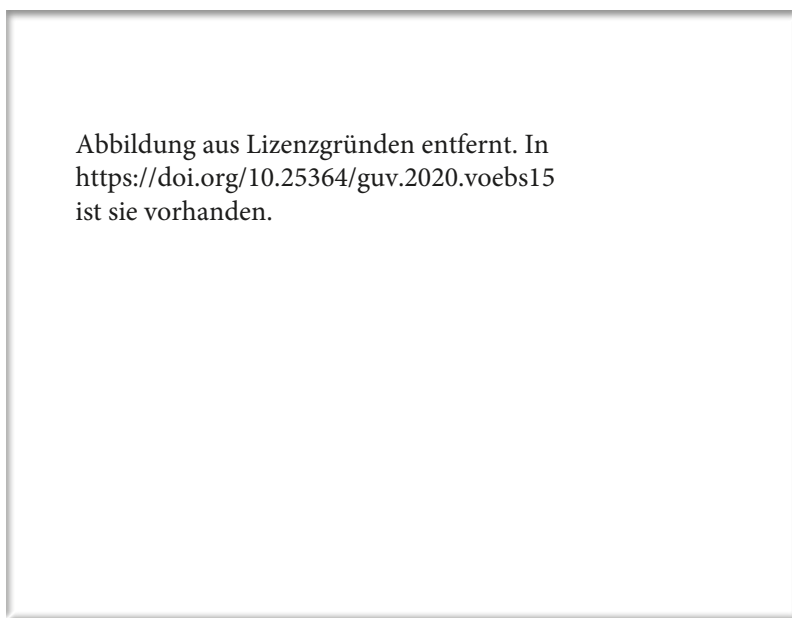 Abbildung aus Lizenzgründen entfernt. In
https://doi.org/10.25364/guv.2020.voebs15
ist sie vorhanden.